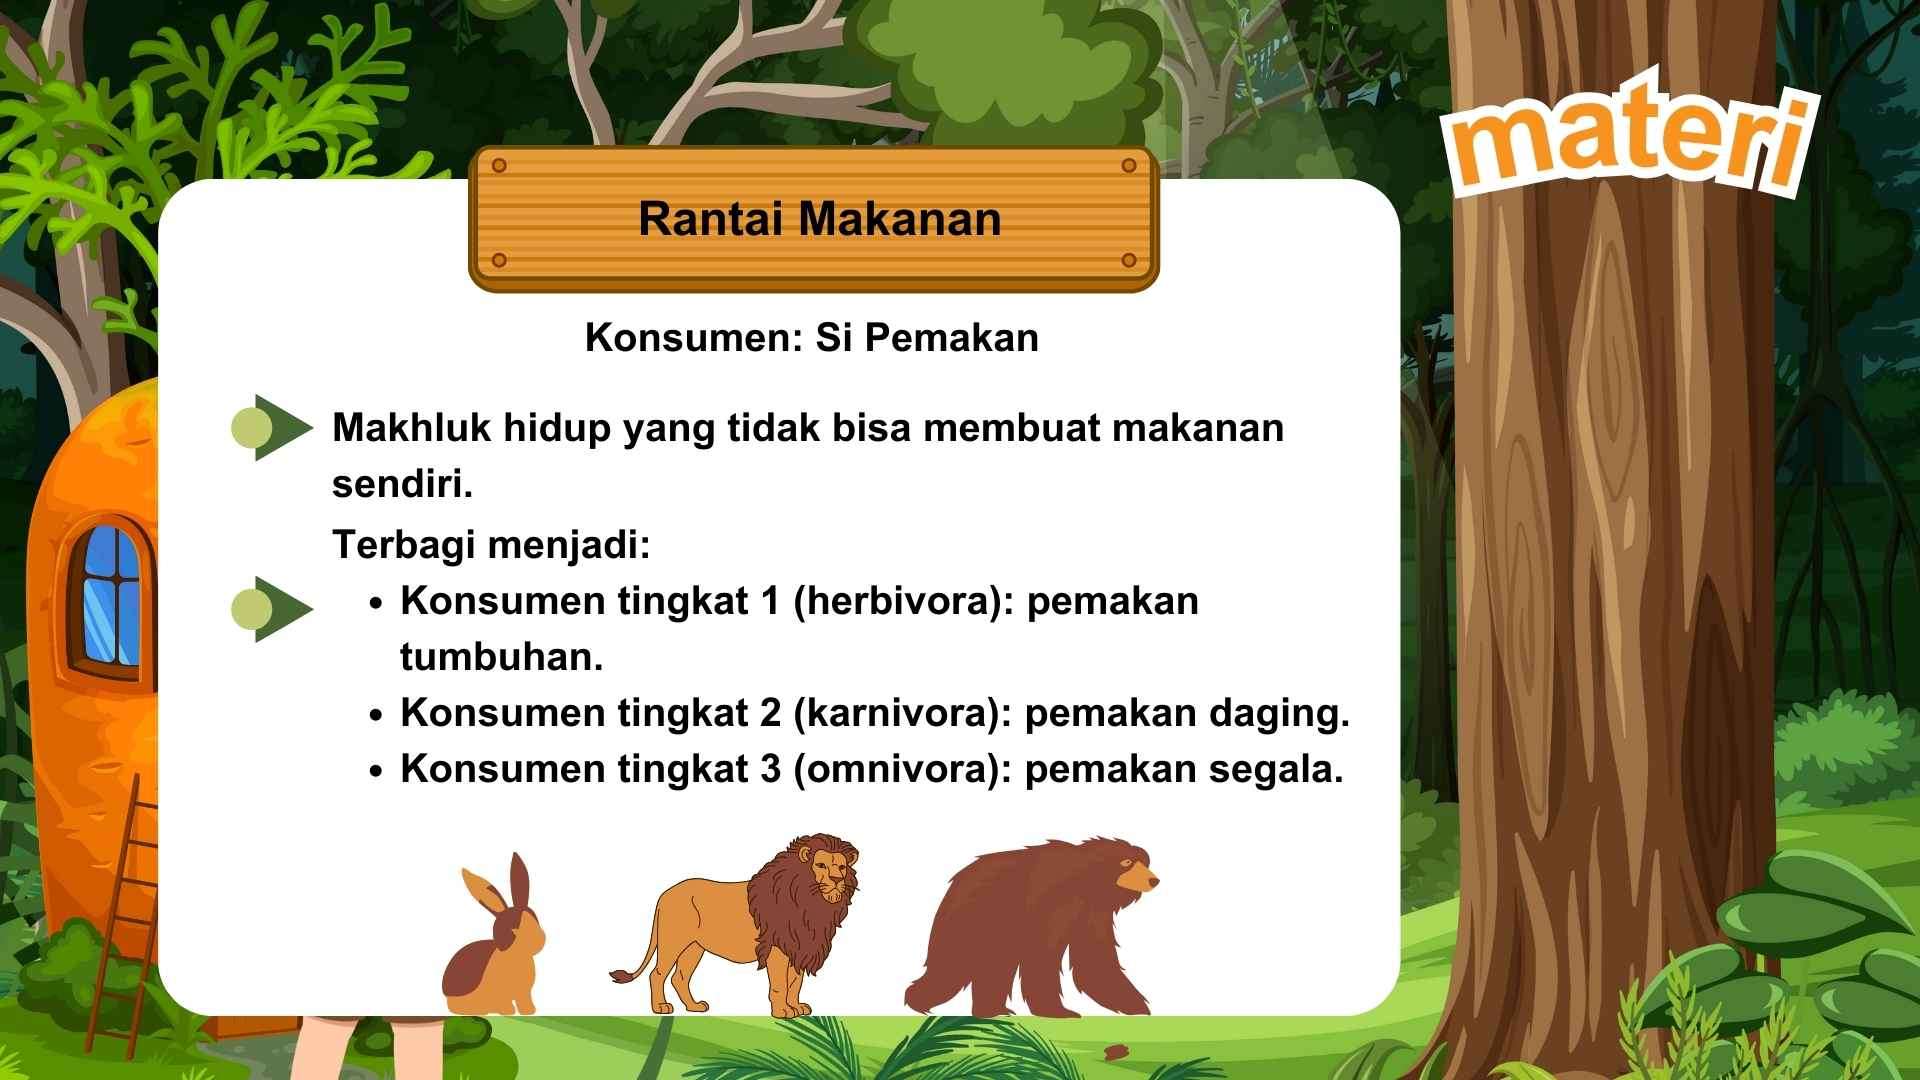 materi
Rantai Makanan
Konsumen: Si Pemakan
Makhluk hidup yang tidak bisa membuat makanan
sendiri.
Terbagi menjadi:
• Konsumen tingkat 1 (herbivora): pemakan
tumbuhan.
• Konsumen tingkat 2 (karnivora): pemakan daging.
• Konsumen tingkat 3 (omnivora): pemakan segala.